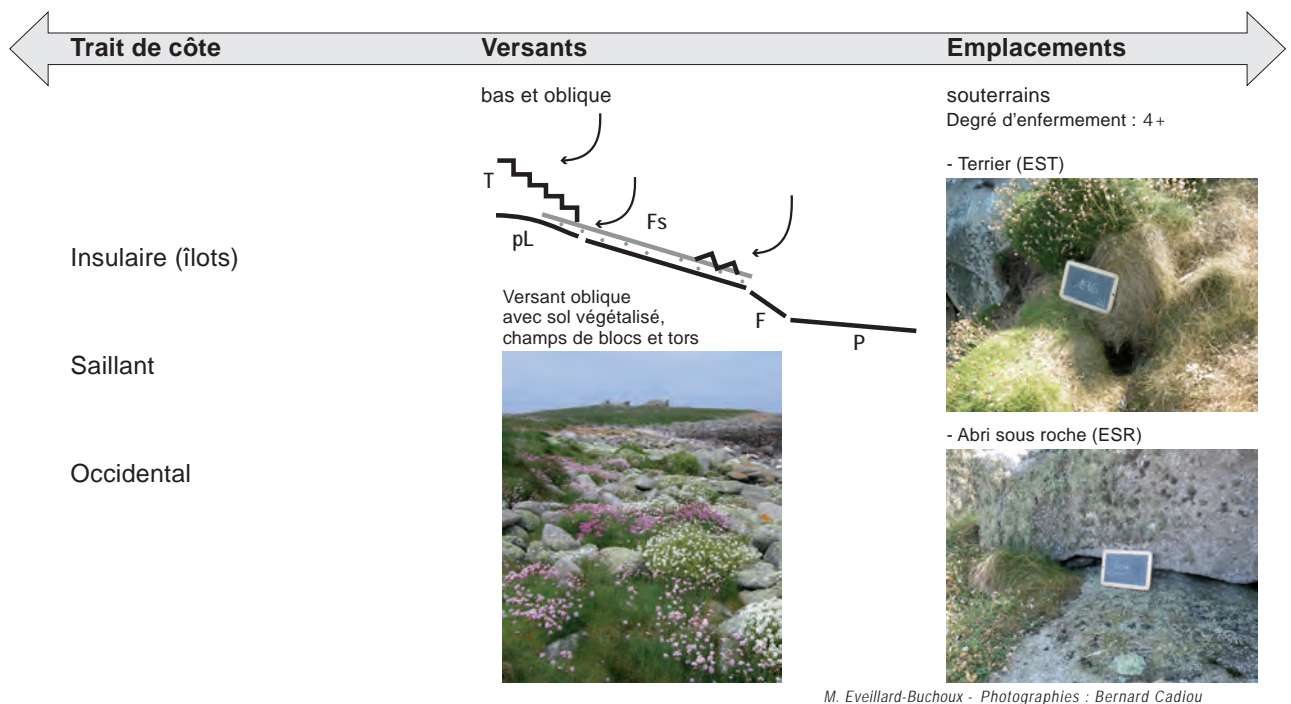 Trait de côte
Versants
Emplacements
Insulaire (îlots)
Saillant
Occidental
bas et oblique
T
pL
Fs
F
P
Versant oblique
avec sol végétalisé,
champs de blocs et tors
souterrains
Degré d'enfermement : 4+
- Terrier (EST)
- Abri sous roche (ESR)
M. Eveillard-Buchoux - Photographies : Bernard Cadiou